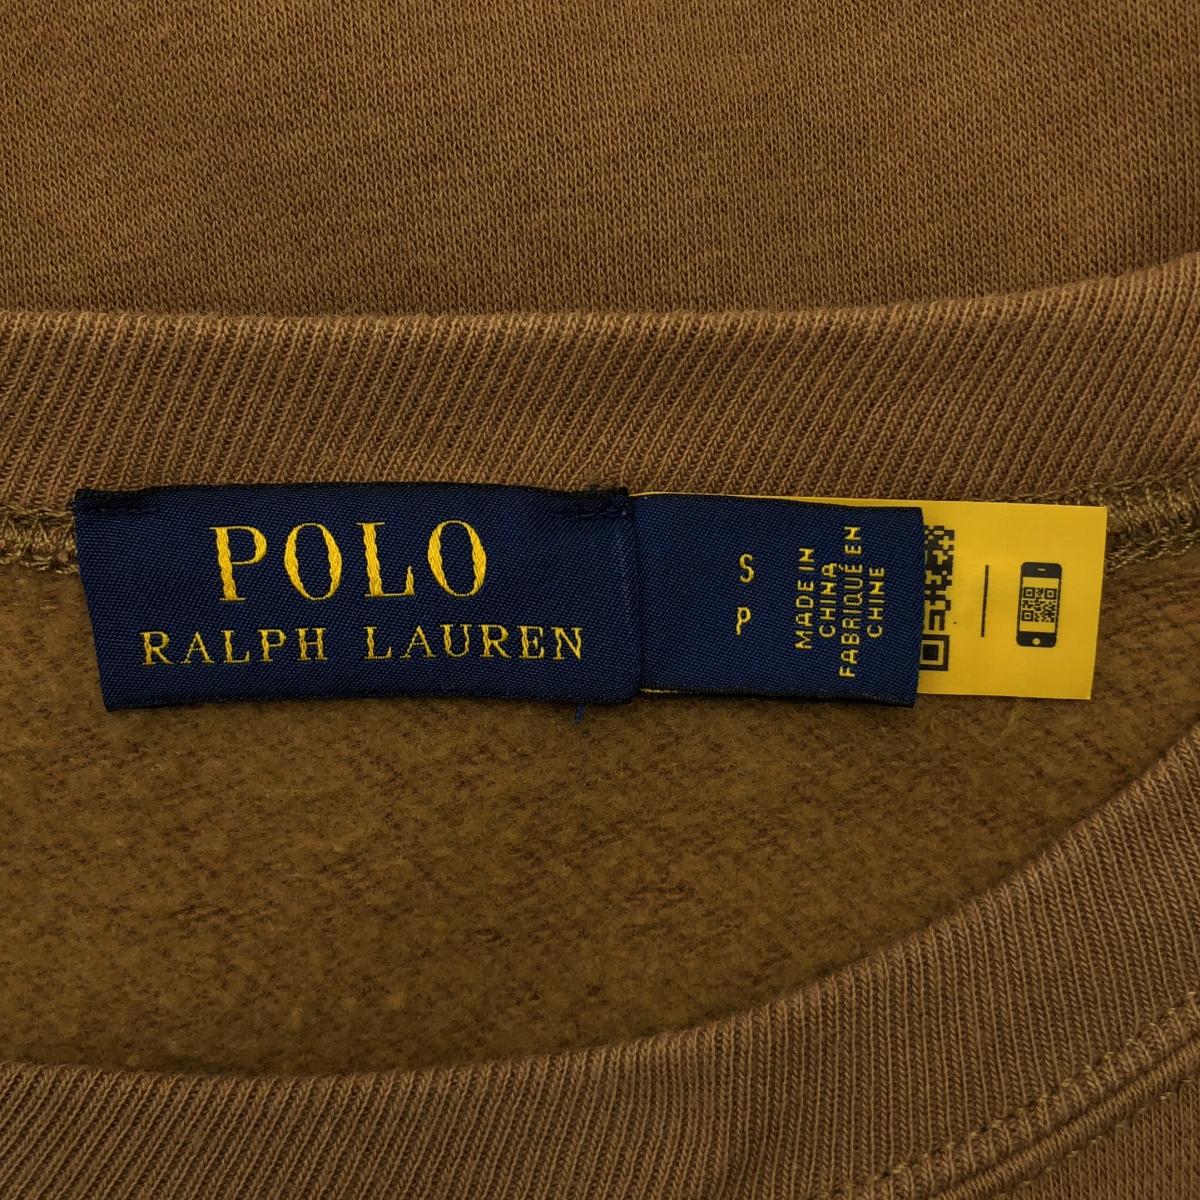 POLO
RALPH LAUREN
S
P
MADE IN
CHINA
FABRIQUÉ EN
CHINE